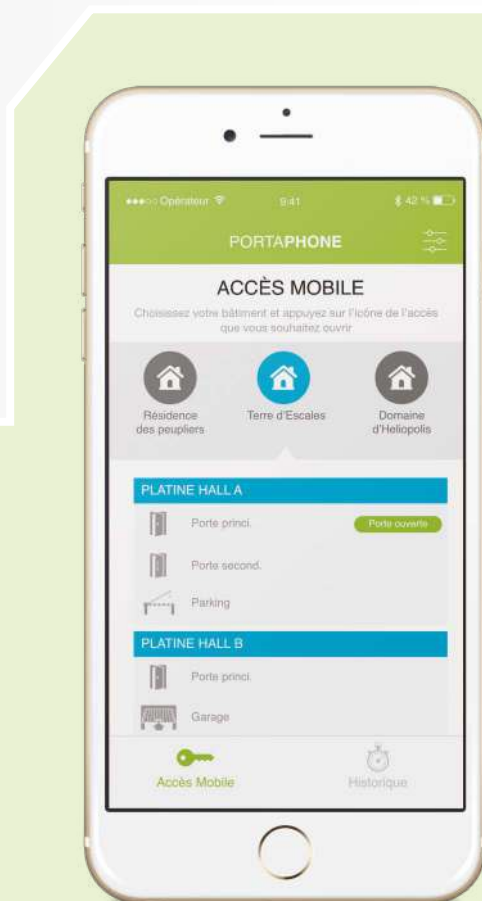 Opérateur 9:41 42 %
PORTAPHONE
ACCÈS MOBILE
Choisissez votre bâtiment et appuyez sur l'icône de l'accès
que vous souhaitez ouvrir
Résidence
des peupliers
Terre d'Escales
Domaine
d'Heliopolis
PLATINE HALL A
Porte princi. Porte ouverte
Porte second.
Parking
PLATINE HALL B
Porte princi.
Garage
Accès Mobile Historique